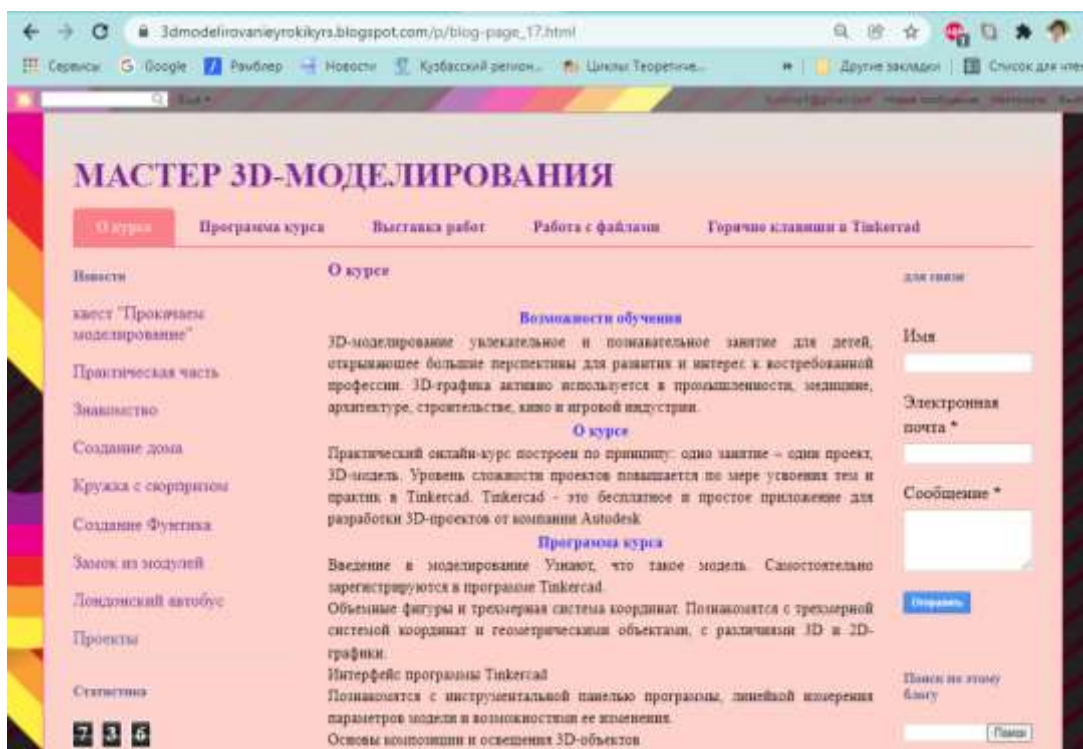 3dmodelirovanieyrokikyrs.blogspot.com/p/blog-page_17.html
Сервисы Google Рамблер Новости Кузбасский регион... Циклы Теоретиче... Другие закладки Список для чтен
МАСТЕР 3D-МОДЕЛИРОВАНИЯ
О курсе Программа курса Выставка работ Работа с файлами Горячие клавиши в Tinkercad
Новости
квест "Прокачаем
моделирование"
Практическая часть
Знакомство
Создание дома
Кружка с сюрпризом
Создание Фунтика
Замок из модулей
Лондонский автобус
Проекты
Статистика
7 3 6
О курсе
Возможности обучения
3D-моделирование увлекательное и познавательное занятие для детей,
открывающее большие перспективы для развития и интерес к востребованной
профессии. 3D-графика активно используется в промышленности, медицине,
архитектуре, строительстве, кино и игровой индустрии.
О курсе
Практический онлайн-курс построен по принципу: одно занятие – один проект,
3D-модель. Уровень сложности проектов повышается по мере усвоения тем и
практик в Tinkercad. Tinkercad - это бесплатное и простое приложение для
разработки 3D-проектов от компании Autodesk
Программа курса
Введение в моделирование Узнают, что такое модель. Самостоятельно
зарегистрируются в программе Tinkercad.
Объемные фигуры и трехмерная система координат. Познакомятся с трехмерной
системой координат и геометрическими объектами, с различиями 3D и 2D-
графики.
Интерфейс программы Tinkercad
Познакомятся с инструментальной панелью программы, линейкой измерения
параметров модели и возможностями ее изменения.
Основы композиции и освещения 3D-объектов
для связи
Имя
Электронная
почта *
Сообщение *
Отправить
Поиск по этому
блогу
Поиск